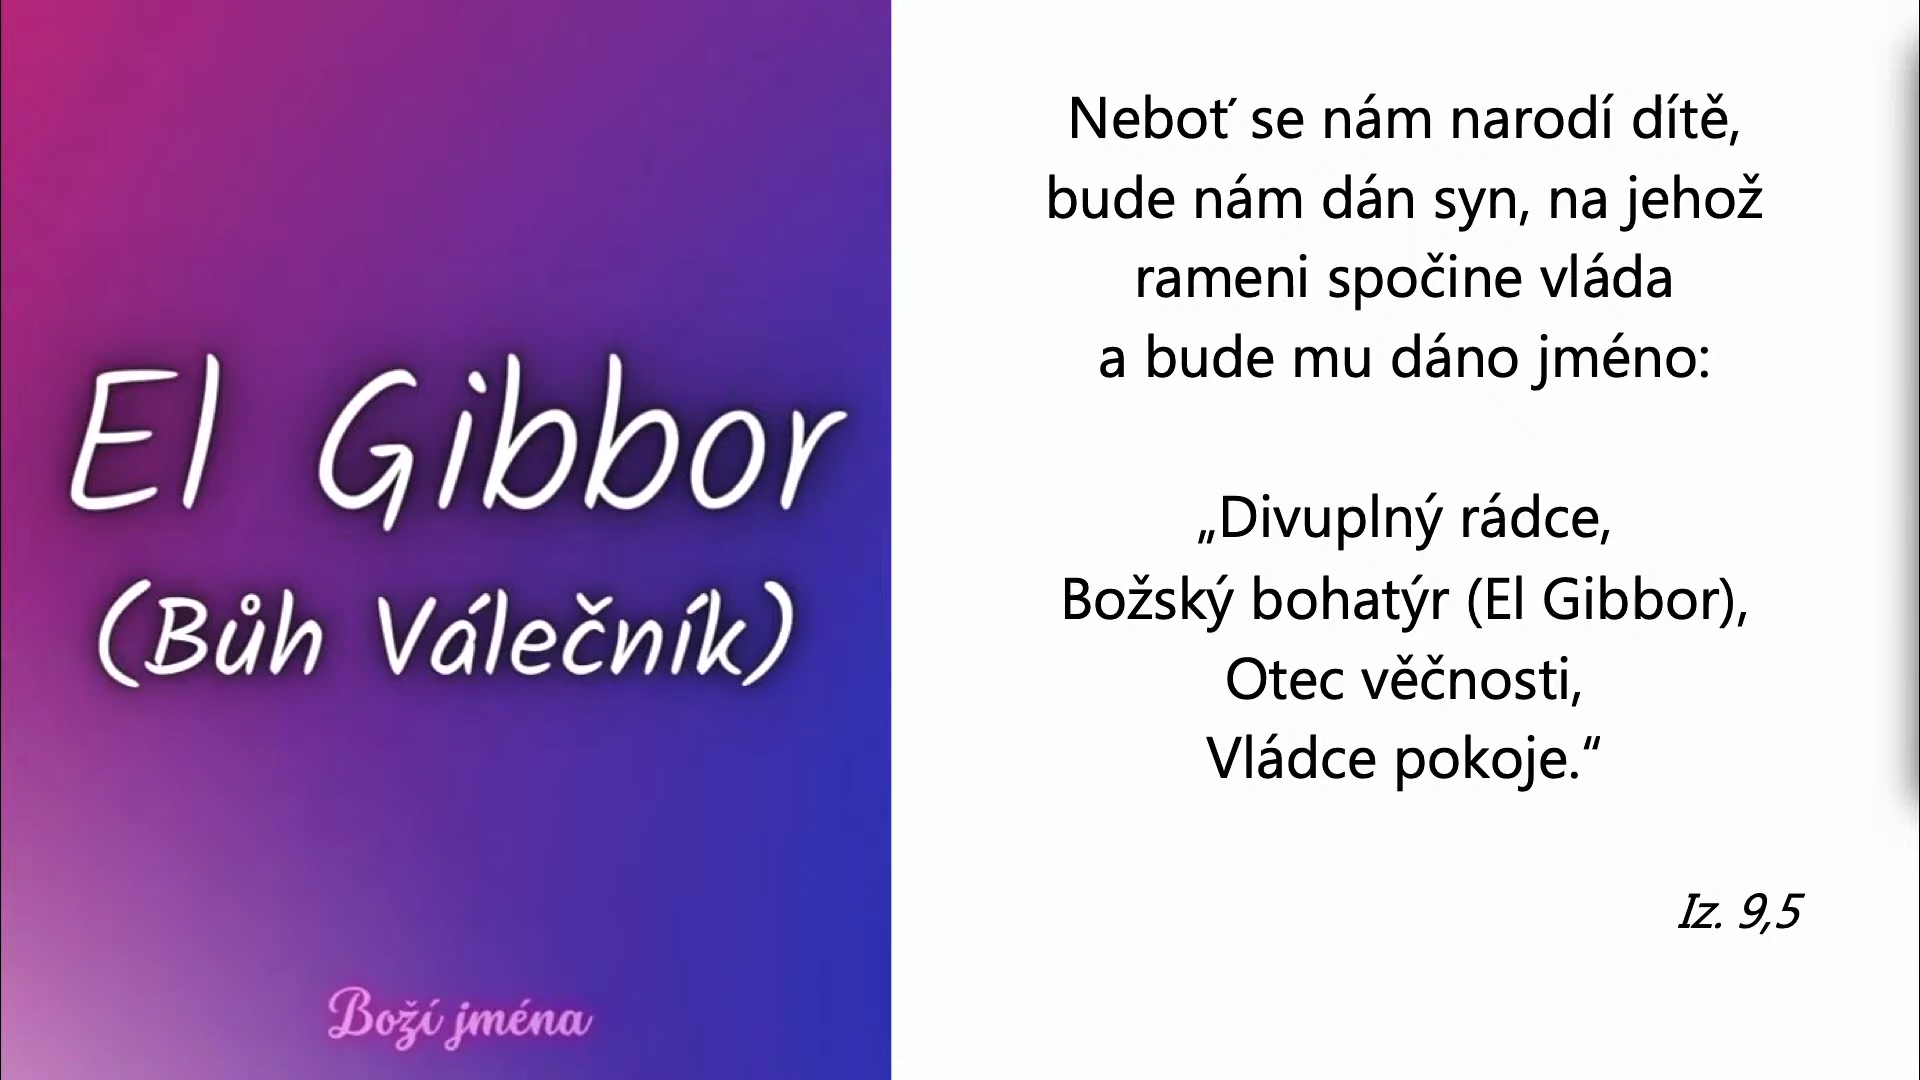 El Gibbor
(Bůh Válečník)
Boží jména
Neboť se nám narodí dítě,
bude nám dán syn, na jehož
rameni spočine vláda
a bude mu dáno jméno:
„Divuplný rádce,
Božský bohatýr (El Gibbor),
Otec věčnosti,
Vládce pokoje.“
Iz. 9,5